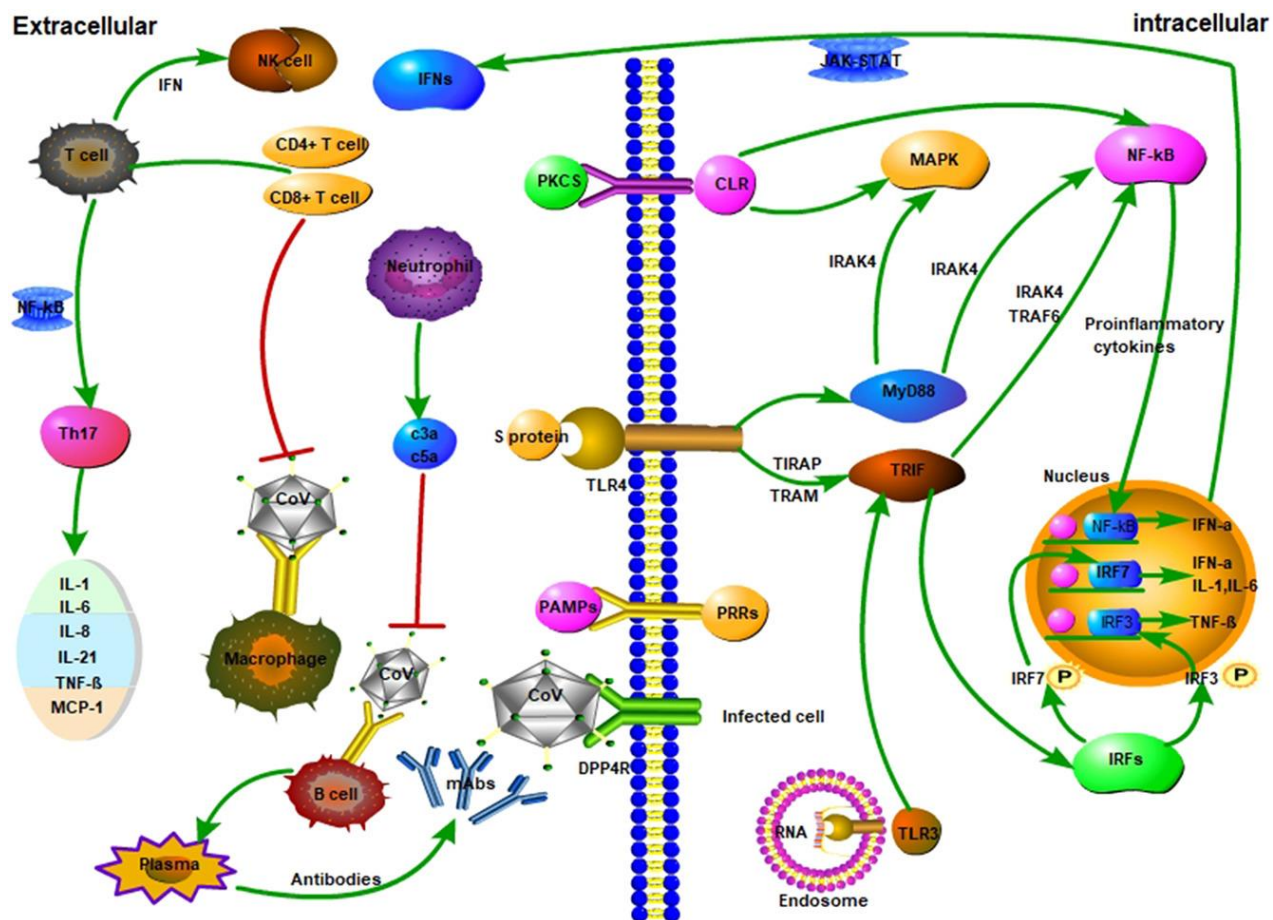 Extracellular
intracellular
NK cell
IFN
IFNs
JAK-STAT
T cell
CD4+ T cell
CD8+ T cell
PKCS
CLR
MAPK
NF-kB
Neutrophil
NF-kB
IRAK4
IRAK4
IRAK4
TRAF6
Proinflammatory
cytokines
Th17
c3a
c5a
S protein
TLR4
MyD88
TIRAP
TRAM
TRIF
Nucleus
CoV
NF-kB
IFN-a
IRF7
IFN-a
IL-1,IL-6
IRF3
TNF-ß
IL-1
IL-6
IL-8
IL-21
TNF-ß
MCP-1
Macrophage
PAMPs
PRRs
CoV
CoV
IRF7
P
IRF3
P
Infected cell
DPP4R
IRFs
B cell
mAbs
RNA
TLR3
Plasma
Antibodies
Endosome